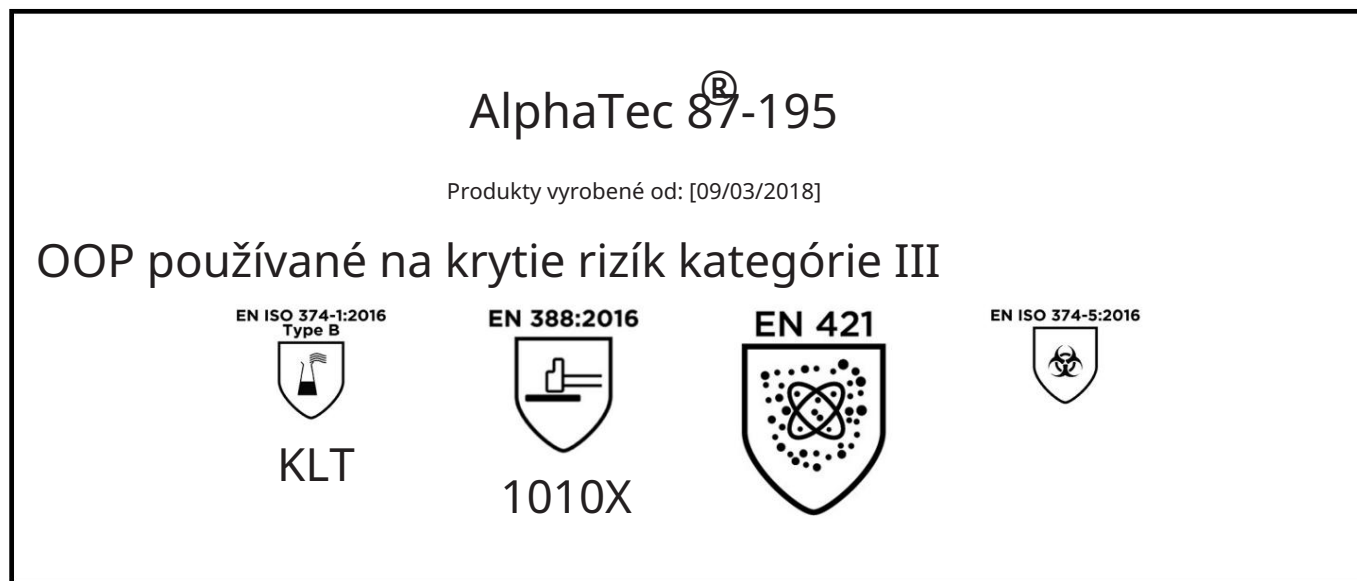 AlphaTec® 87-195
Produkty vyrobené od: [09/03/2018]
OOP používané na krytie rizík kategórie III
EN ISO 374-1:2016
Type B
KLT
EN 388:2016
1010X
EN 421
EN ISO 374-5:2016